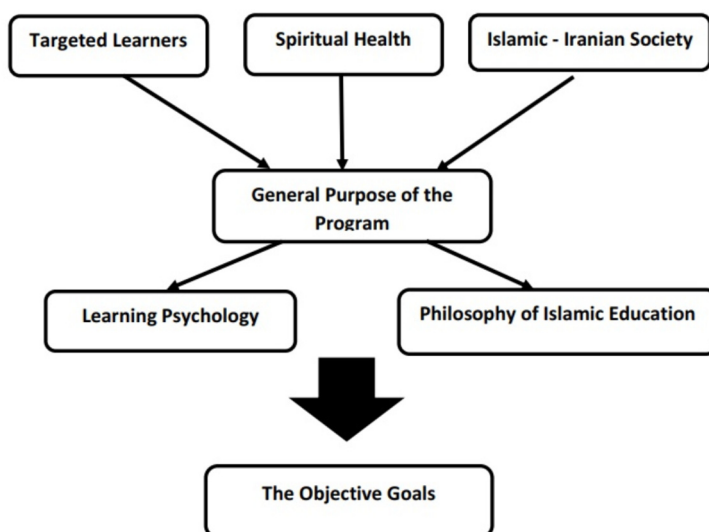 Targeted Learners
Spiritual Health
Islamic - Iranian Society
General Purpose of the
Program
Learning Psychology
Philosophy of Islamic Education
The Objective Goals